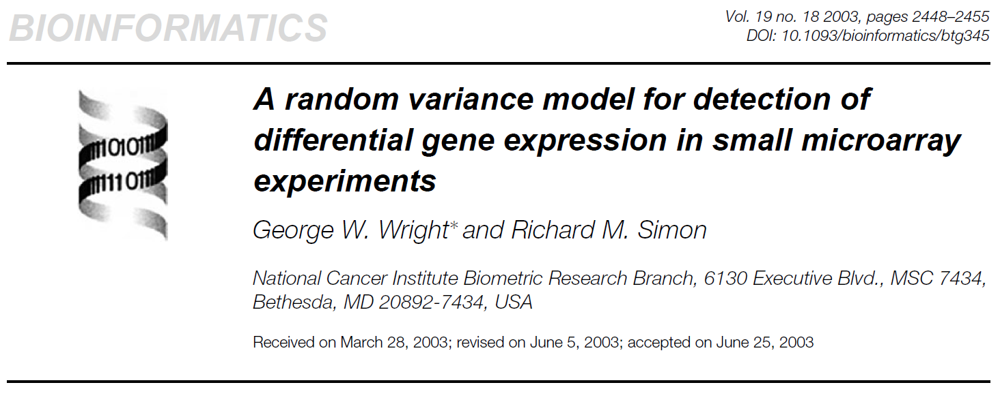 BIOINFORMATICS
Vol. 19 no. 18 2003, pages 2448–2455
DOI: 10.1093/bioinformatics/btg345
A random variance model for detection of
differential gene expression in small microarray
experiments
George W. Wright* and Richard M. Simon
National Cancer Institute Biometric Research Branch, 6130 Executive Blvd., MSC 7434,
Bethesda, MD 20892-7434, USA
Received on March 28, 2003; revised on June 5, 2003; accepted on June 25, 2003